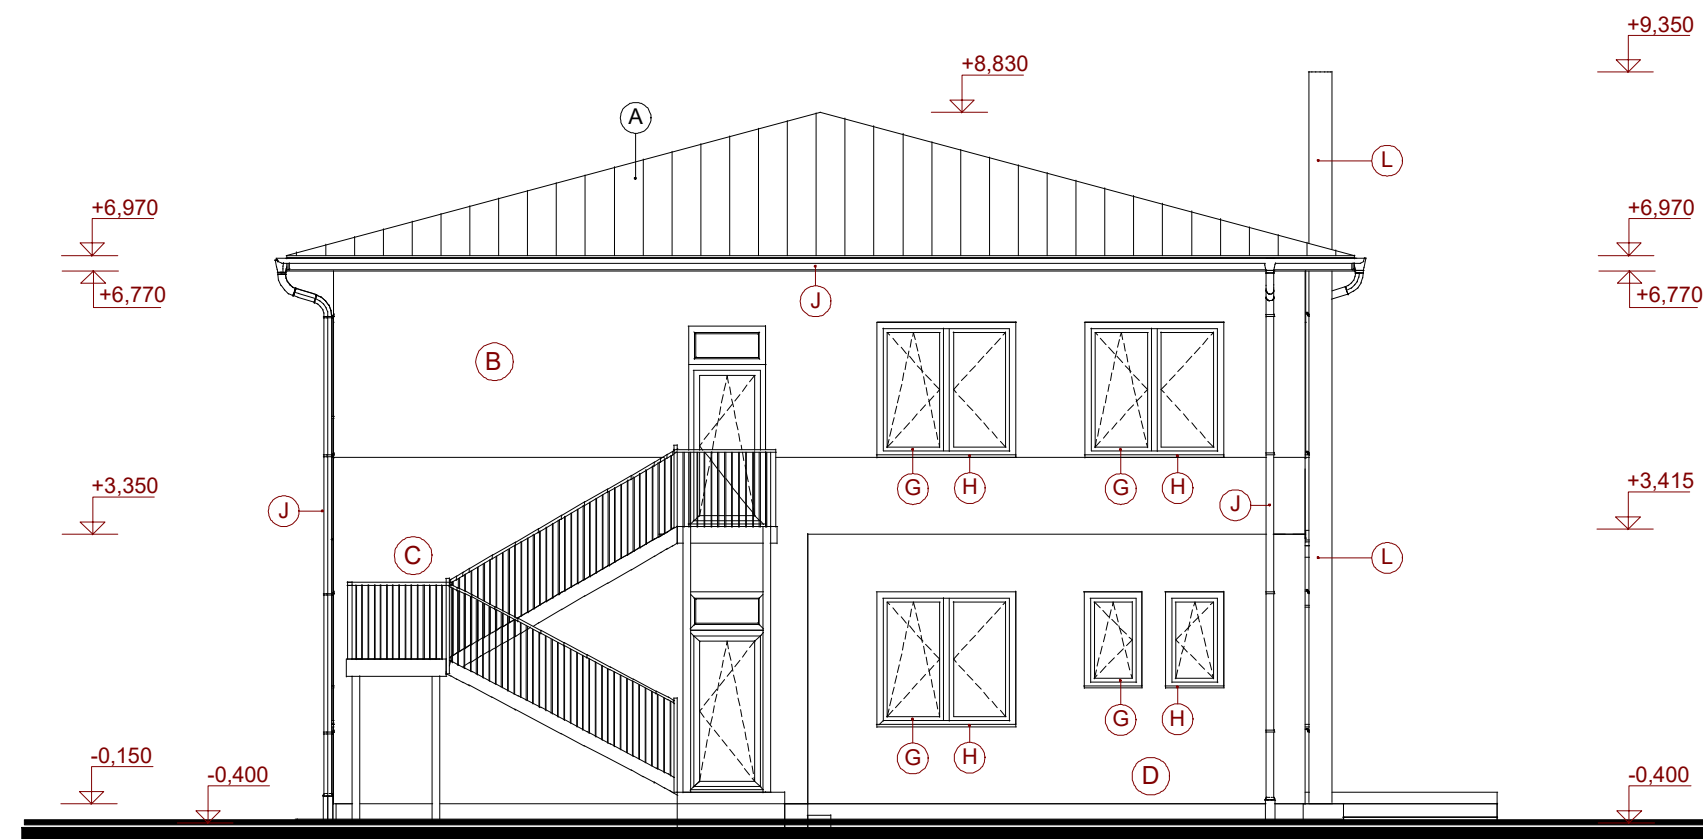 +9,350
+8,830
A
L
+6,970
+6,970
+6,770
J
+6,770
B
+3,350
G
H
G
H
+3,415
J
J
C
L
G
H
G
H
D
-0,150
-0,400
-0,400